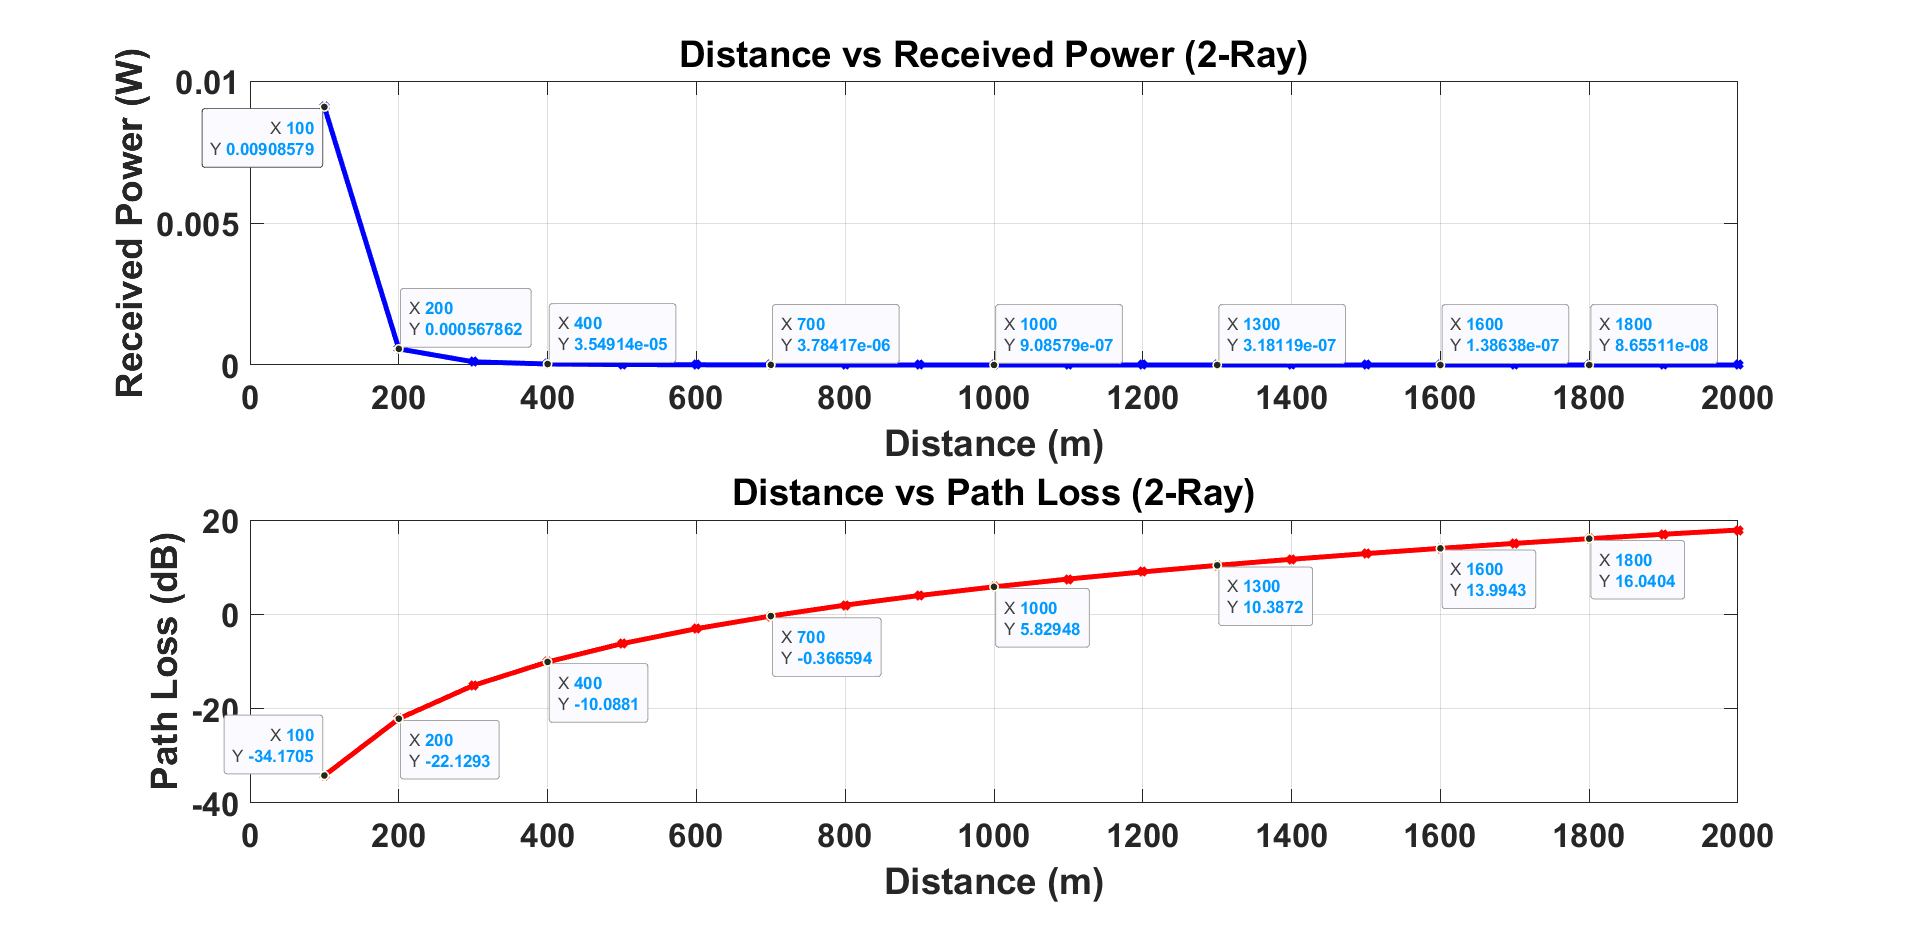 Distance vs Received Power (2-Ray)
Received Power (W)
0.01
0.005
0
X 100
Y 0.00908579
X 200
Y 0.000567862
X 400
Y 3.54914e-05
X 700
Y 3.78417e-06
X 1000
Y 9.08579e-07
X 1300
Y 3.18119e-07
X 1600
Y 1.38638e-07
X 1800
Y 8.65511e-08
0 200 400 600 800 1000 1200 1400 1600 1800 2000
Distance (m)
Distance vs Path Loss (2-Ray)
Path Loss (dB)
20
0
-20
-40
X 100
Y -34.1705
X 200
Y -22.1293
X 400
Y -10.0881
X 700
Y -0.366594
X 1000
Y 5.82948
X 1300
Y 10.3872
X 1600
Y 13.9943
X 1800
Y 16.0404
0 200 400 600 800 1000 1200 1400 1600 1800 2000
Distance (m)